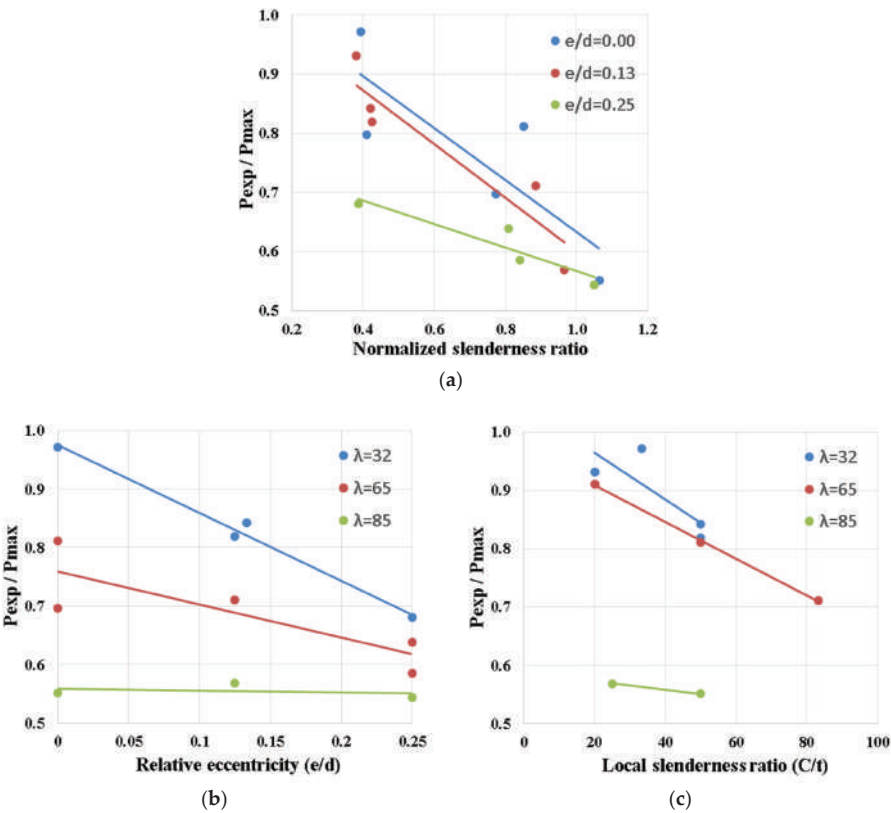 1.0
0.9
0.8
0.7
0.6
0.5
Pexp / Pmax
e/d=0.00
e/d=0.13
e/d=0.25
0.2 0.4 0.6 0.8 1.0 1.2
Normalized slenderness ratio
(a)
1.0
0.9
0.8
0.7
0.6
0.5
Pexp / Pmax
λ=32
λ=65
λ=85
0 0.05 0.1 0.15 0.2 0.25
Relative eccentricity (e/d)
(b)
1.0
0.9
0.8
0.7
0.6
0.5
Pexp / Pmax
λ=32
λ=65
λ=85
0 20 40 60 80 100
Local slenderness ratio (C/t)
(c)